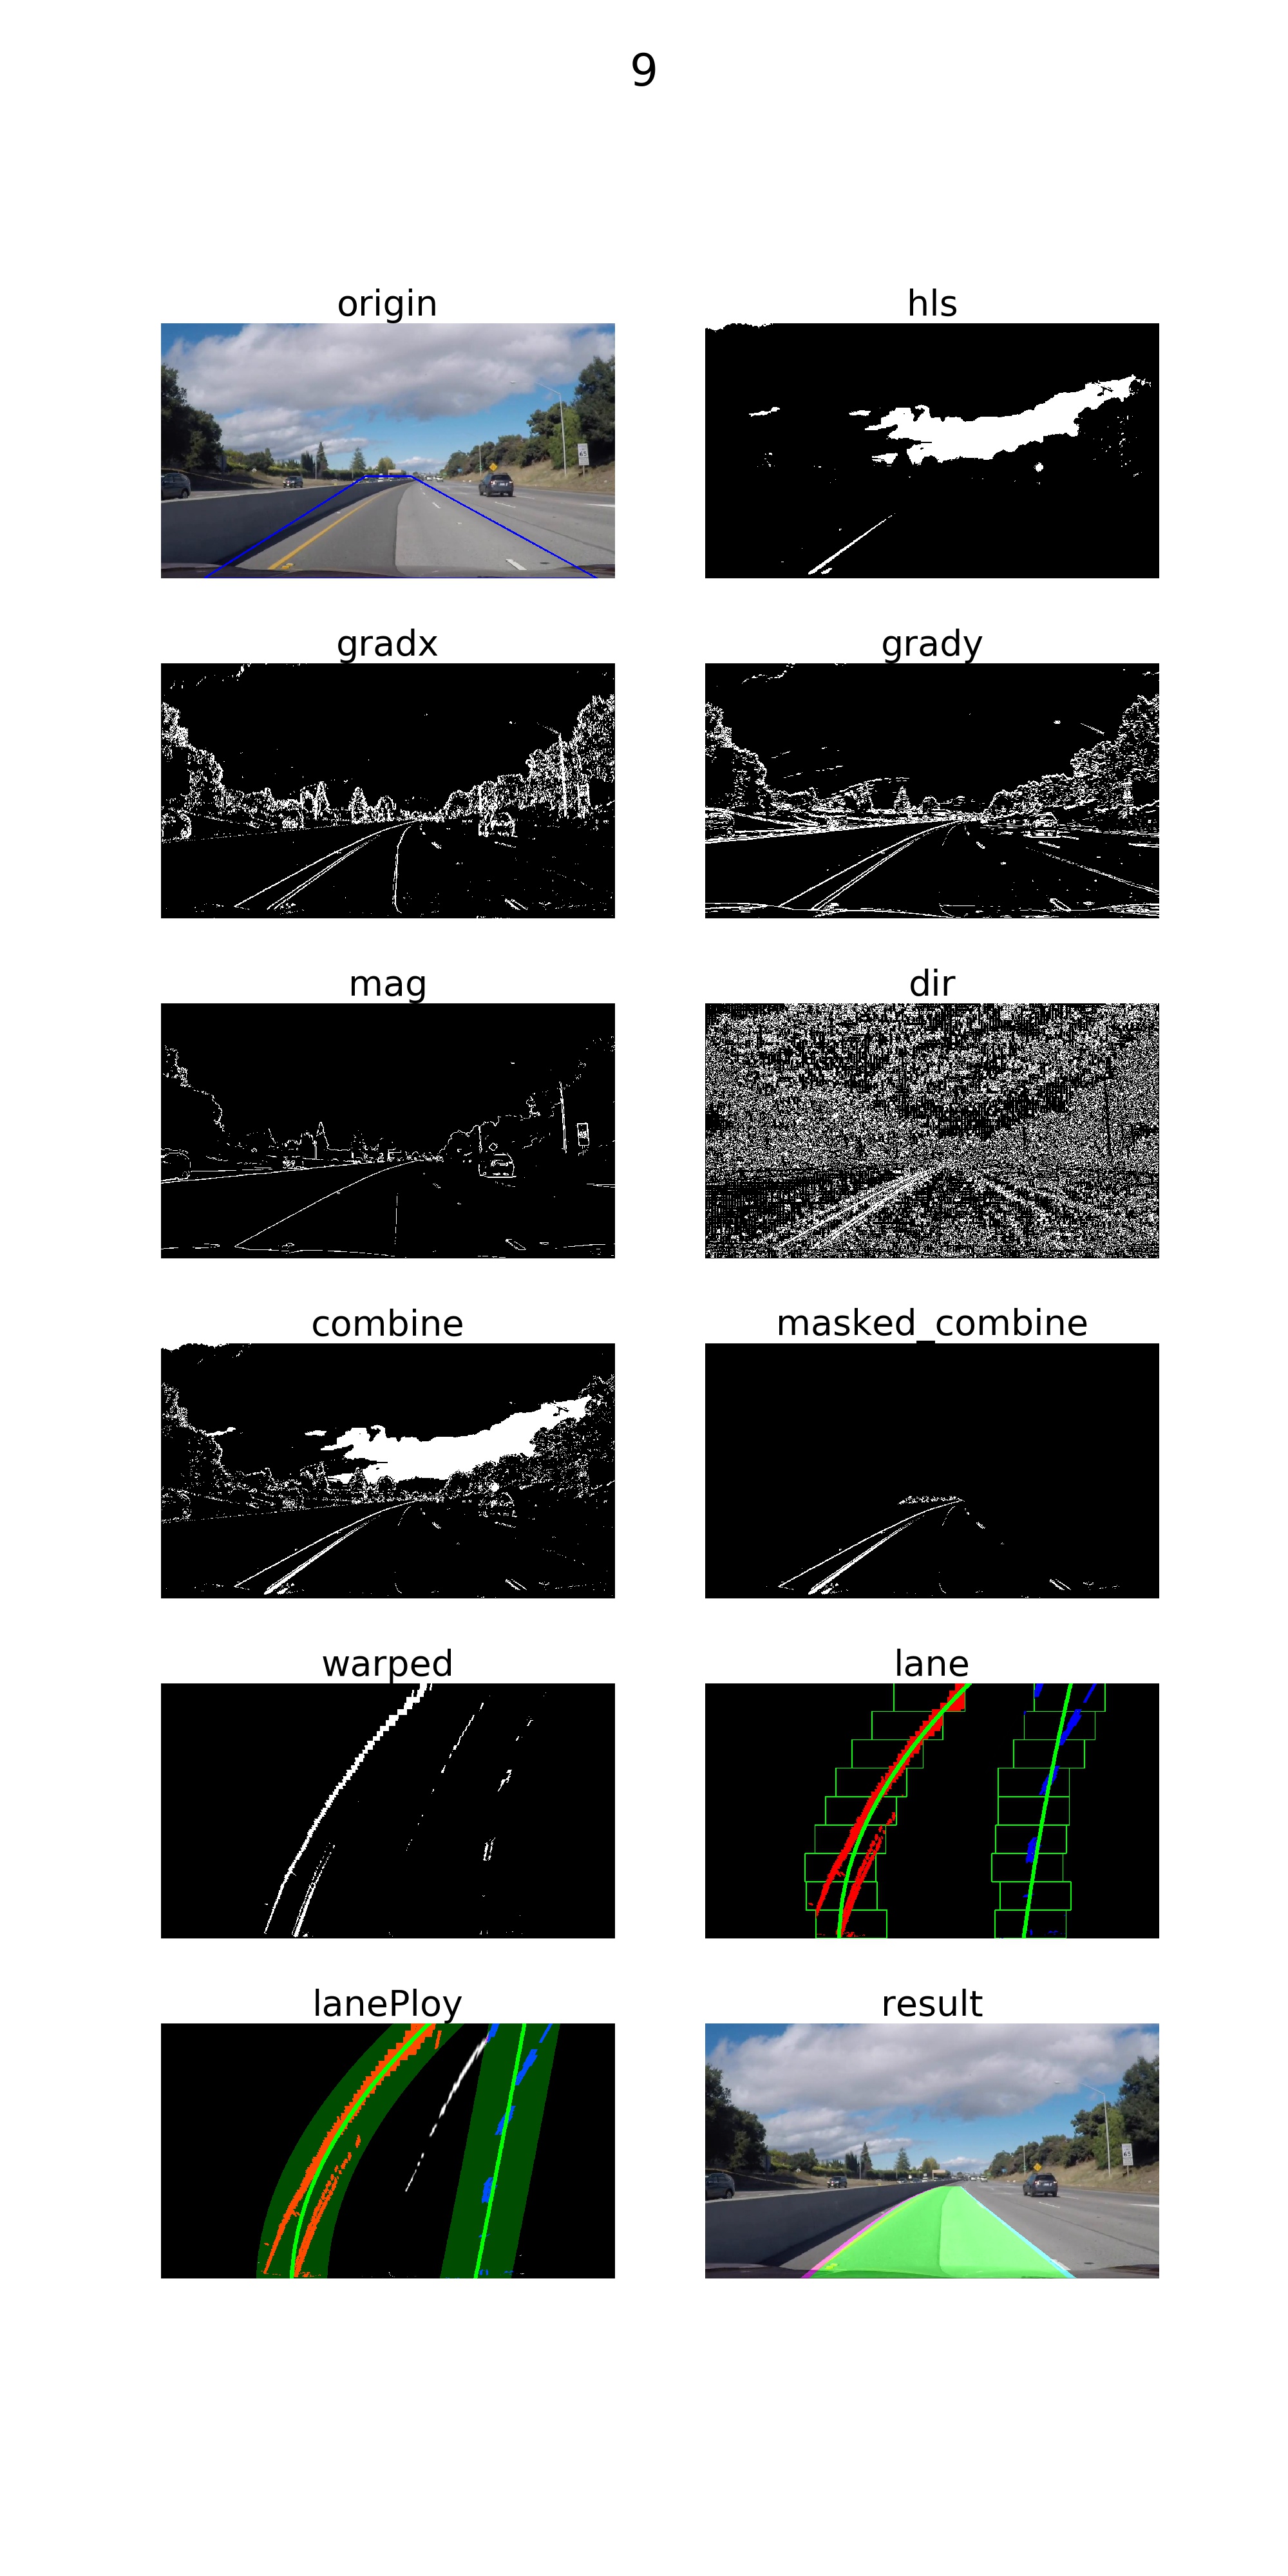 9
origin
hls
gradx
grady
mag
dir
combine
masked_combine
warped
lane
lanePloy
result